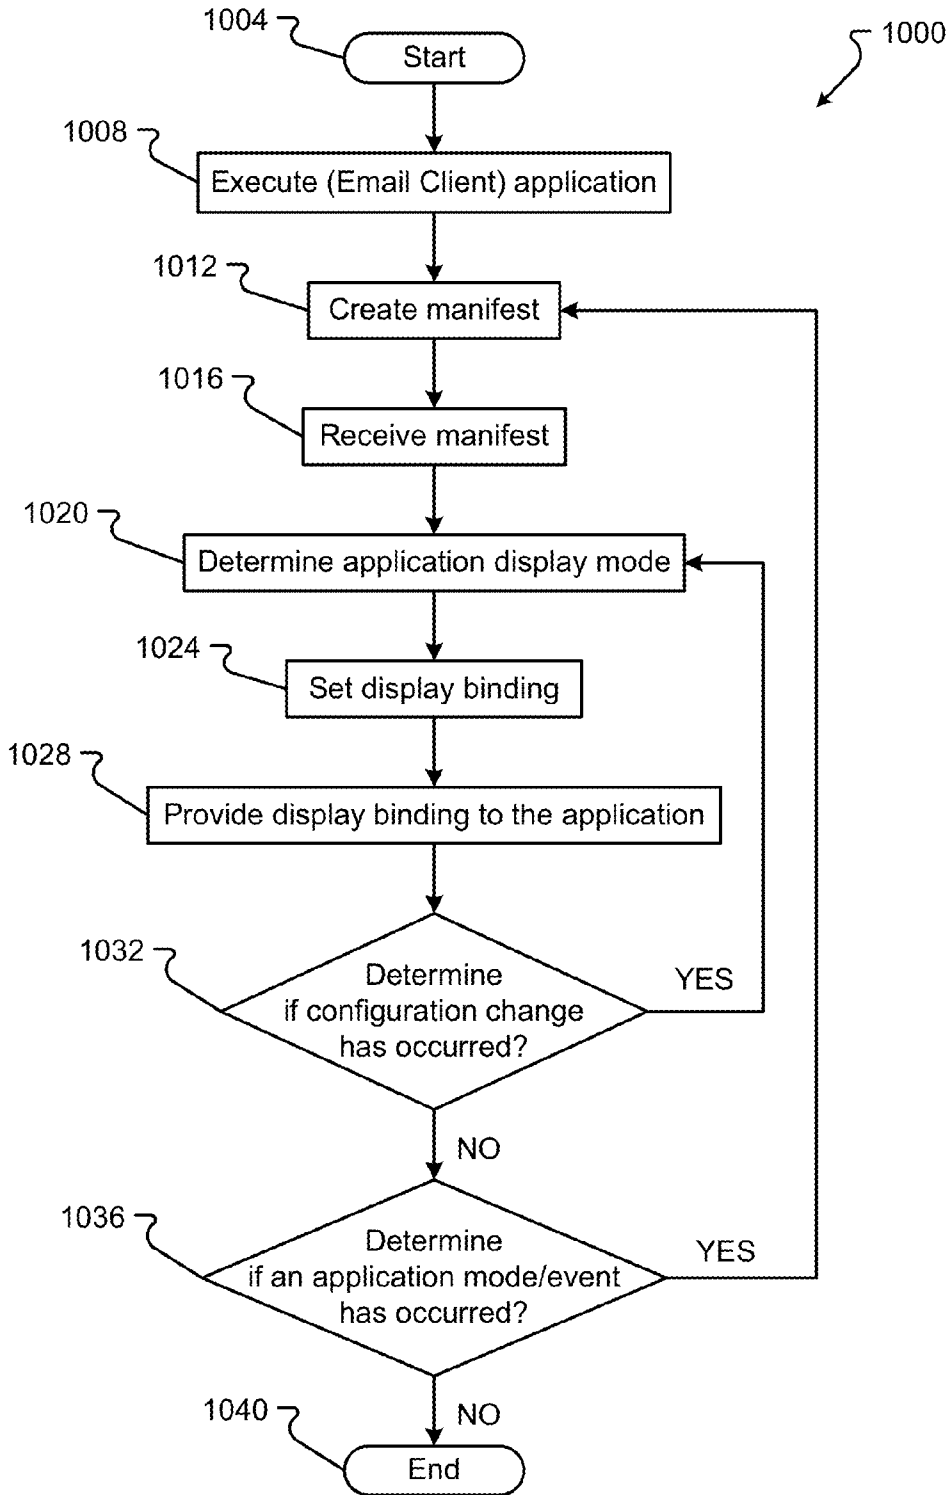 1004
Start
1000
1008
Execute (Email Client) application
1012
Create manifest
1016
Receive manifest
1020
Determine application display mode
1024
Set display binding
1028
Provide display binding to the application
1032
Determine
if configuration change
has occurred?
YES
NO
1036
Determine
if an application mode/event
has occurred?
YES
NO
1040
End